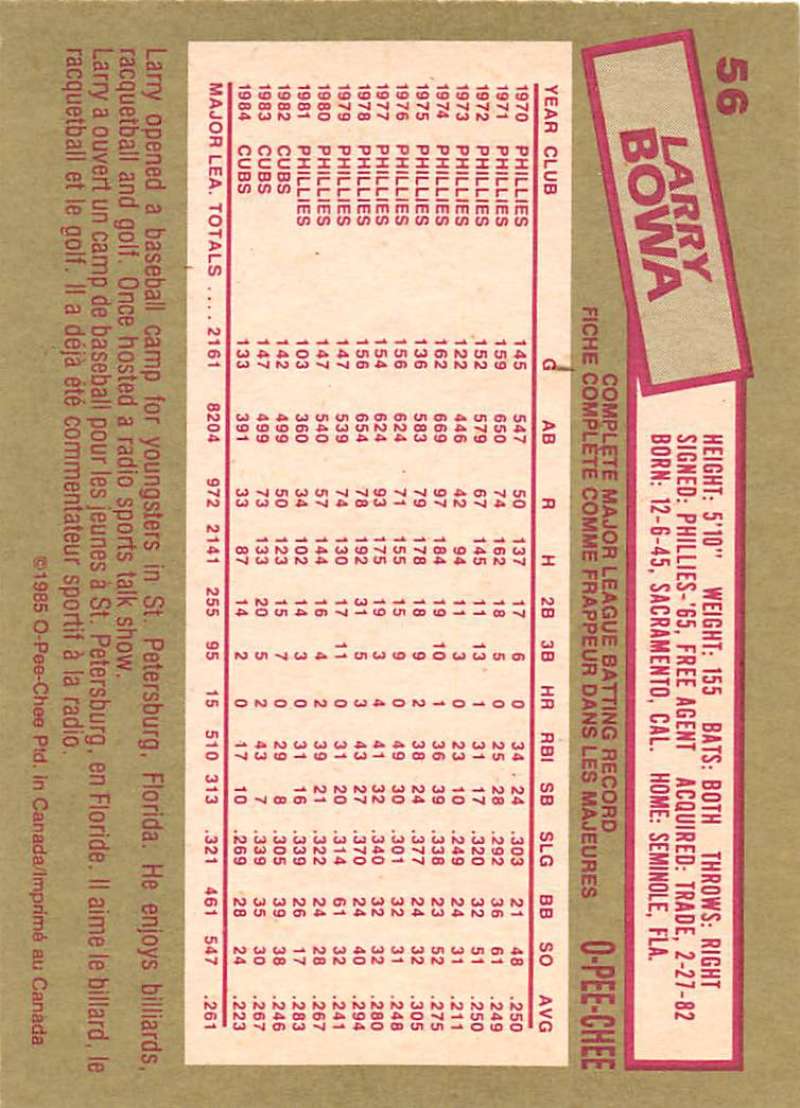 56
LARRY
BOWA
HEIGHT: 5'10" WEIGHT: 155 BATS: BOTH THROWS: RIGHT
SIGNED: PHILLIES-'65, FREE AGENT ACQUIRED: TRADE, 2-27-82
BORN: 12-6-45, SACRAMENTO, CAL. HOME: SEMINOLE, FLA.
COMPLETE MAJOR LEAGUE BATTING RECORD
FICHE COMPLÈTE COMME FRAPPEUR DANS LES MAJEURES O-PEE-CHEE
YEAR CLUB G AB R H 2B 3B HR RBI SB SLG BB SO AVG
1970 PHILLIES 145 547 50 137 17 6 0 34 24 .303 21 48 .250
1971 PHILLIES 159 650 74 162 18 5 0 25 28 .292 36 61 .249
1972 PHILLIES 152 579 67 145 11 13 1 31 17 .320 32 51 .250
1973 PHILLIES 122 446 42 94 11 3 0 23 10 .249 24 31 .211
1974 PHILLIES 162 669 97 184 19 10 1 36 39 .338 23 52 .275
1975 PHILLIES 136 583 79 178 18 9 2 38 24 .377 24 32 .305
1976 PHILLIES 156 624 71 155 15 9 0 49 30 .301 32 31 .248
1977 PHILLIES 154 624 93 175 19 3 4 41 32 .340 32 32 .280
1978 PHILLIES 156 654 78 192 31 5 3 43 27 .370 24 40 .294
1979 PHILLIES 147 539 74 130 17 11 0 31 20 .314 61 32 .241
1980 PHILLIES 147 540 57 144 16 4 2 39 21 .322 24 28 .267
1981 PHILLIES 103 360 34 102 14 3 0 31 16 .339 26 17 .283
1982 CUBS 142 499 50 123 15 7 0 29 8 .305 39 38 .246
1983 CUBS 147 499 73 133 20 5 2 43 7 .339 35 30 .267
1984 CUBS 133 391 33 87 14 2 0 17 10 .269 28 24 .223
MAJOR LEA. TOTALS .... 2161 8204 972 2141 255 95 15 510 313 .321 461 547 .261
Larry opened a baseball camp for youngsters in St. Petersburg, Florida. He enjoys billiards,
racquetball and golf. Once hosted a radio sports talk show.
Larry a ouvert un camp de baseball pour les jeunes à St. Petersburg, en Floride. Il aime le billard, le
racquetball et le golf. Il a déjà été commentateur sportif à la radio.
©1985 O-Pee-Chee Ptd. in Canada/Imprimé au Canada